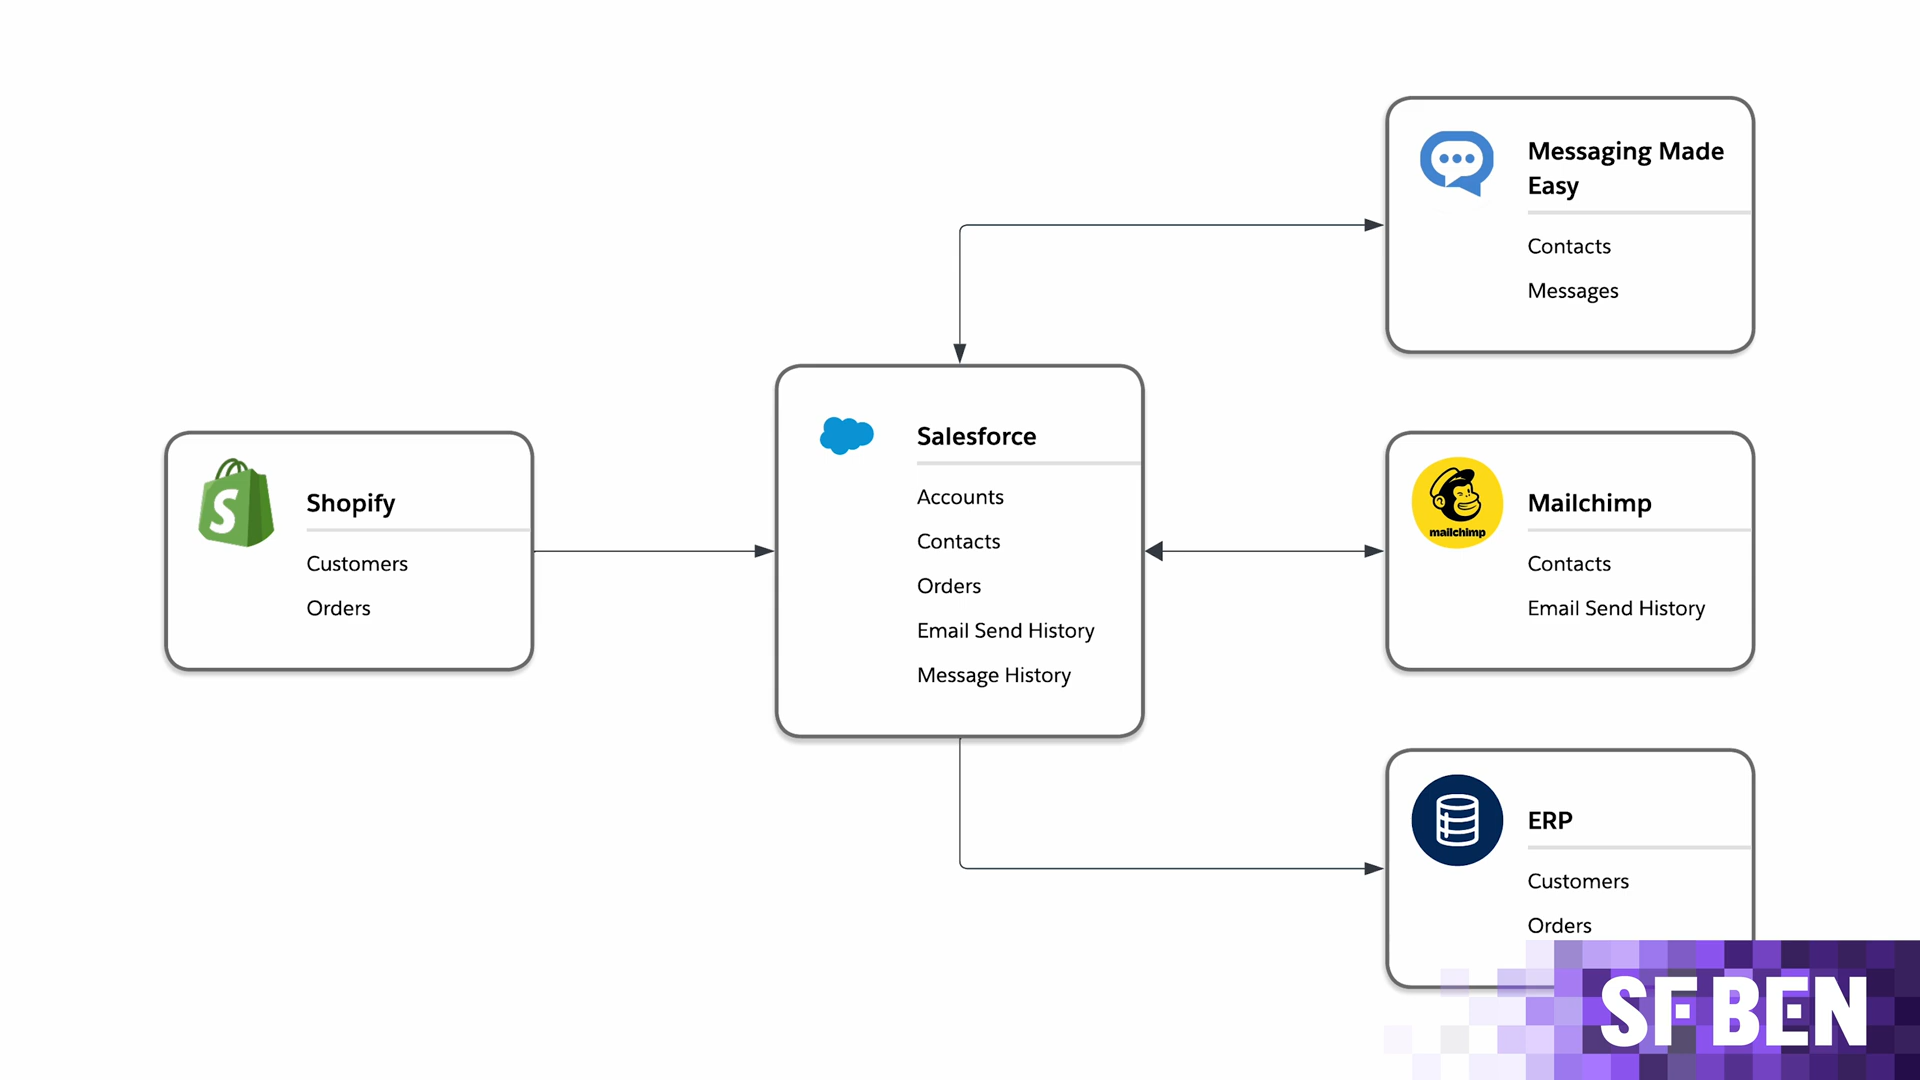 Messaging Made
Easy
Contacts
Messages
Salesforce
Accounts
Contacts
Orders
Email Send History
Message History
S
Shopify
Customers
Orders
mailchimp
Mailchimp
Contacts
Email Send History
ERP
Customers
Orders
SF BEN